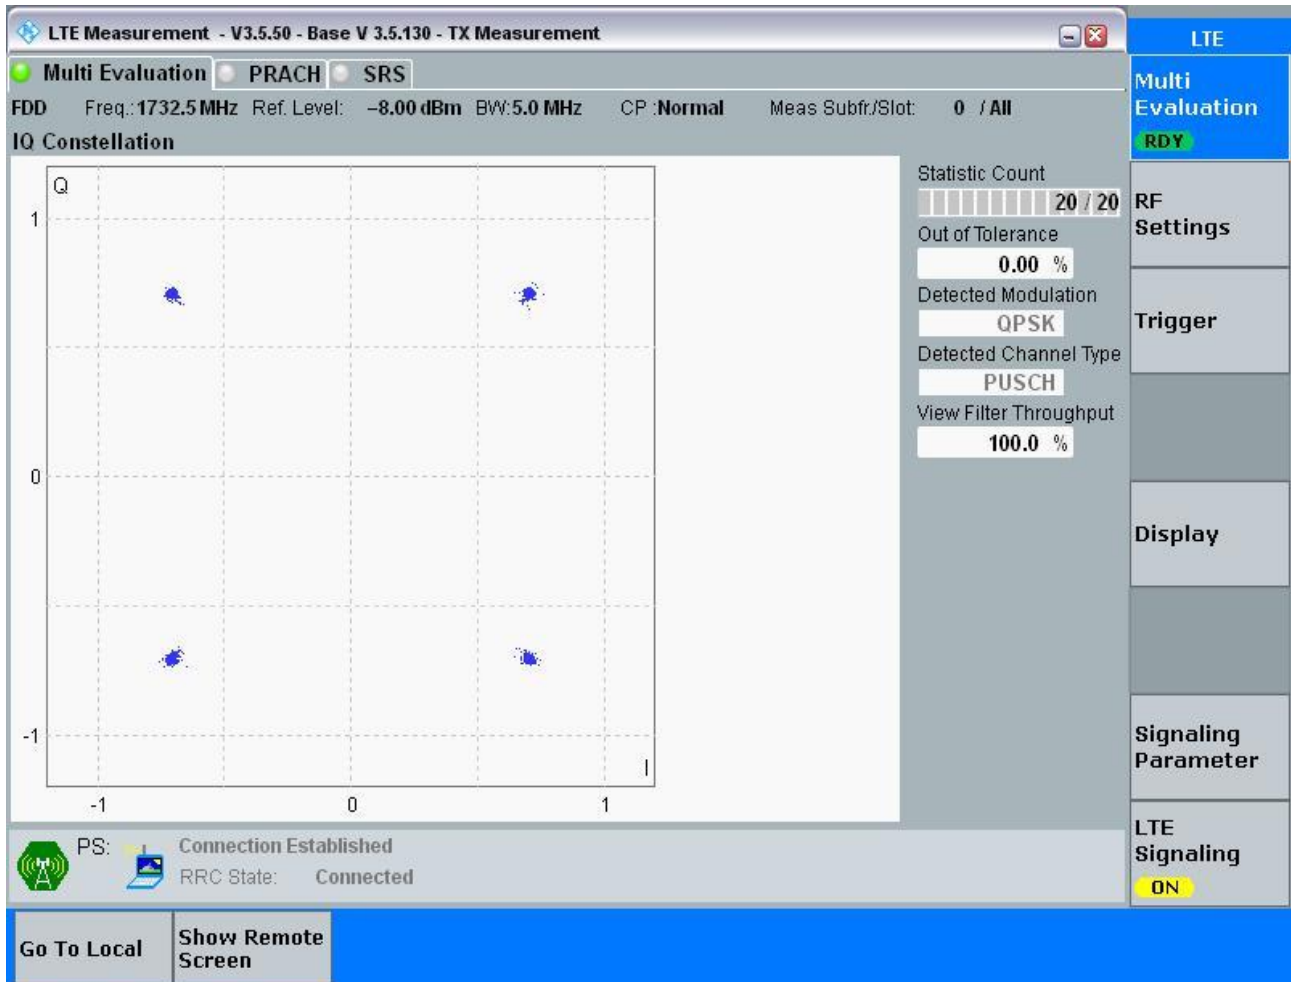 LTE Measurement - V3.5.50 - Base V 3.5.130 - TX Measurement
Multi Evaluation PRACH SRS
FDD Freq.:1732.5 MHz Ref. Level: −8.00 dBm BW:5.0 MHz CP :Normal Meas Subfr./Slot: 0 / All
IQ Constellation
Q
1
0
-1
I
-1 0 1
Statistic Count
20 / 20
Out of Tolerance
0.00 %
Detected Modulation
QPSK
Detected Channel Type
PUSCH
View Filter Throughput
100.0 %
PS: Connection Established
RRC State: Connected
LTE
Multi
Evaluation
RDY
RF
Settings
Trigger
Display
Signaling
Parameter
LTE
Signaling
ON
Go To Local
Show Remote
Screen